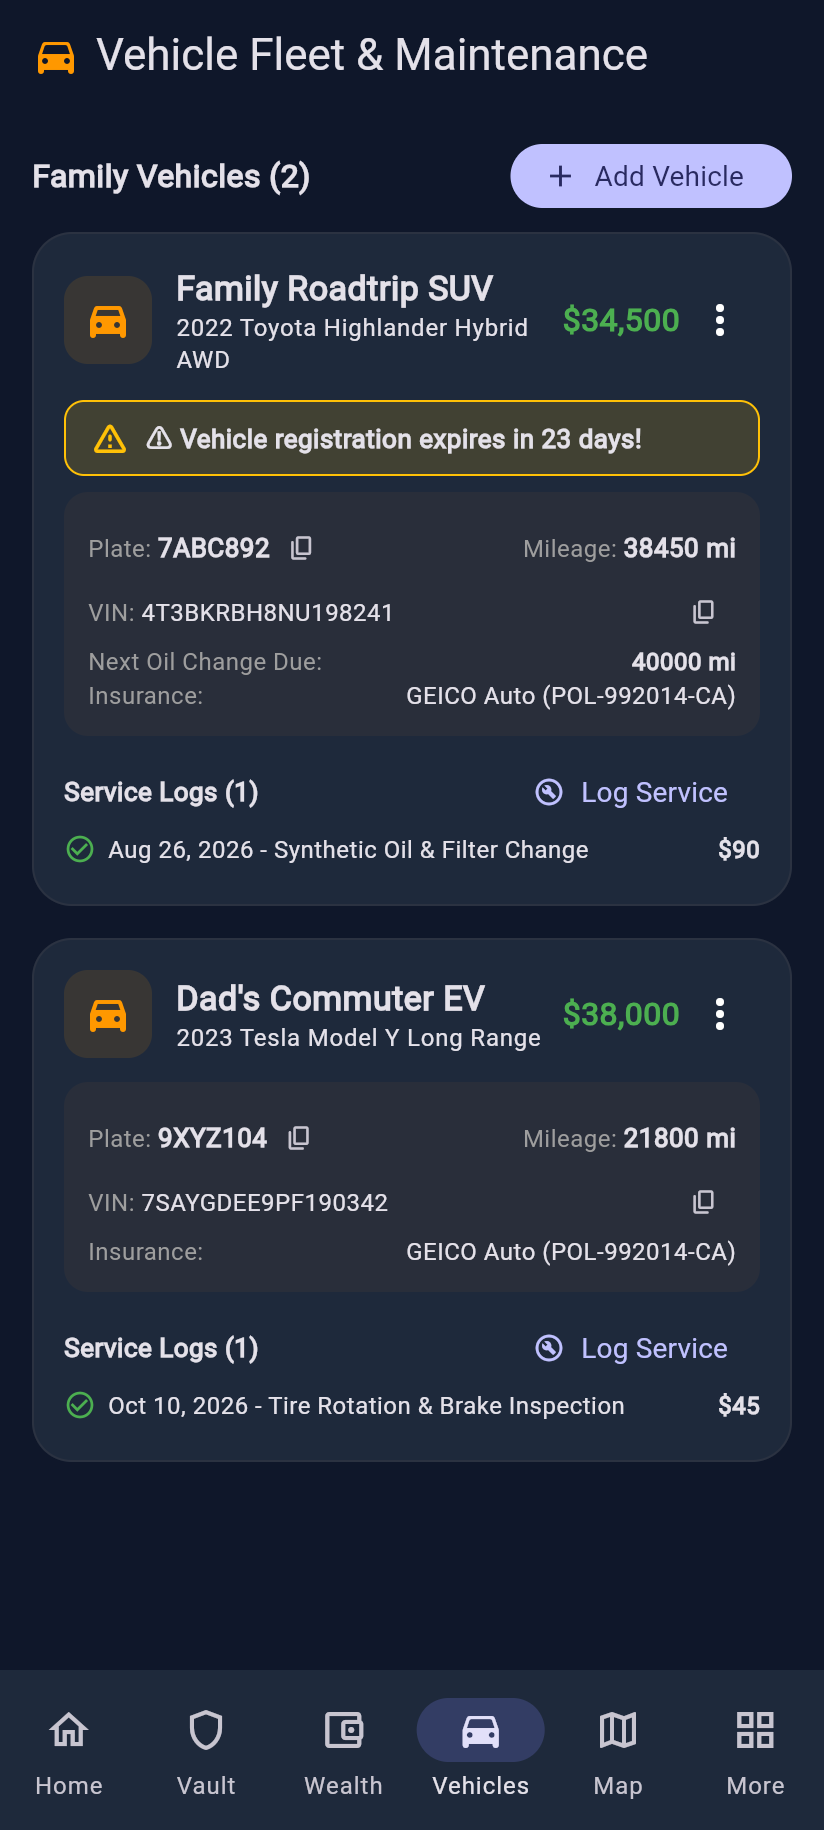 Vehicle Fleet & Maintenance
Family Vehicles (2)
+ Add Vehicle
Family Roadtrip SUV
2022 Toyota Highlander Hybrid
AWD
$34,500
⚠ Vehicle registration expires in 23 days!
Plate: 7ABC892
Mileage: 38450 mi
VIN: 4T3BKRBH8NU198241
Next Oil Change Due: 40000 mi
Insurance: GEICO Auto (POL-992014-CA)
Service Logs (1)
Log Service
Aug 26, 2026 - Synthetic Oil & Filter Change $90
Dad's Commuter EV
2023 Tesla Model Y Long Range
$38,000
Plate: 9XYZ104
Mileage: 21800 mi
VIN: 7SAYGDEE9PF190342
Insurance: GEICO Auto (POL-992014-CA)
Service Logs (1)
Log Service
Oct 10, 2026 - Tire Rotation & Brake Inspection $45
Home
Vault
Wealth
Vehicles
Map
More